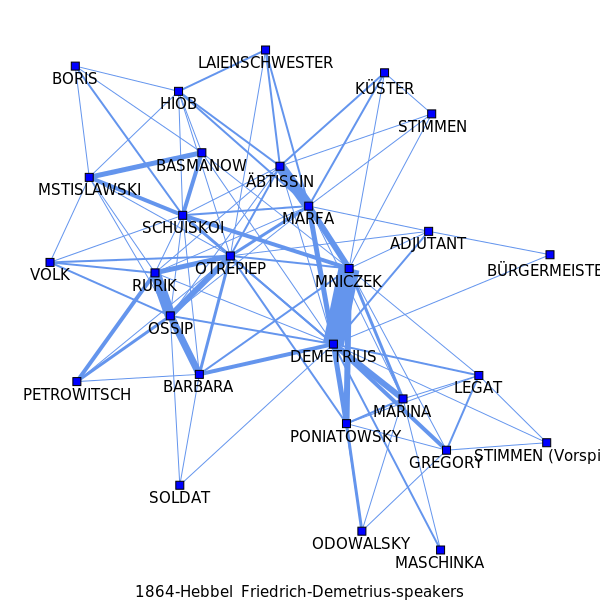 LAIENSCHWESTER
BORIS
KÜSTER
HIOB
STIMMEN
BASMANOW
ÄBTISSIN
MSTISLAWSKI
MARFA
SCHUISKOI
ADJUTANT
OTREPIEP
VOLK
BÜRGERMEISTE
MNICZEK
RURIK
OSSIP
DEMETRIUS
PETROWITSCH
BARBARA
LEGAT
MARINA
PONIATOWSKY
STIMMEN (Vorspi
GREGORY
SOLDAT
ODOWALSKY
MASCHINKA
1864-Hebbel_Friedrich-Demetrius-speakers